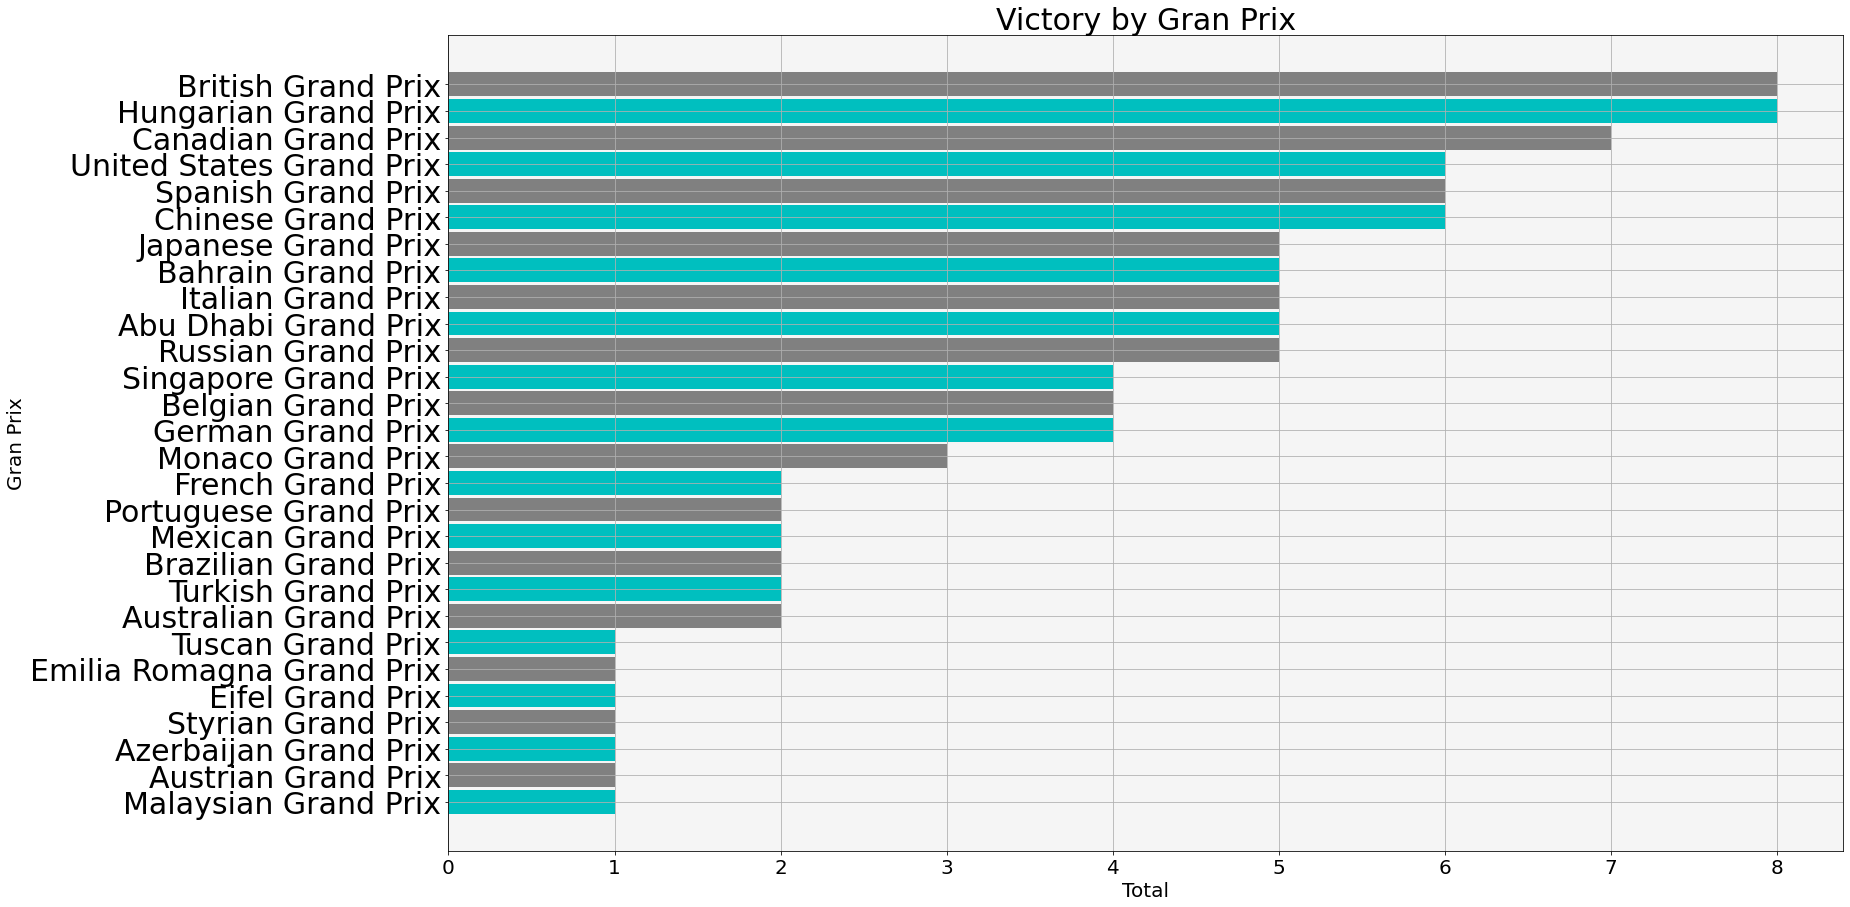 Victory by Gran Prix
British Grand Prix
Hungarian Grand Prix
Canadian Grand Prix
United States Grand Prix
Spanish Grand Prix
Chinese Grand Prix
Japanese Grand Prix
Bahrain Grand Prix
Italian Grand Prix
Abu Dhabi Grand Prix
Russian Grand Prix
Singapore Grand Prix
Belgian Grand Prix
German Grand Prix
Monaco Grand Prix
French Grand Prix
Portuguese Grand Prix
Mexican Grand Prix
Brazilian Grand Prix
Turkish Grand Prix
Australian Grand Prix
Tuscan Grand Prix
Emilia Romagna Grand Prix
Eifel Grand Prix
Styrian Grand Prix
Azerbaijan Grand Prix
Austrian Grand Prix
Malaysian Grand Prix
Gran Prix
0 1 2 3 4 5 6 7 8
Total